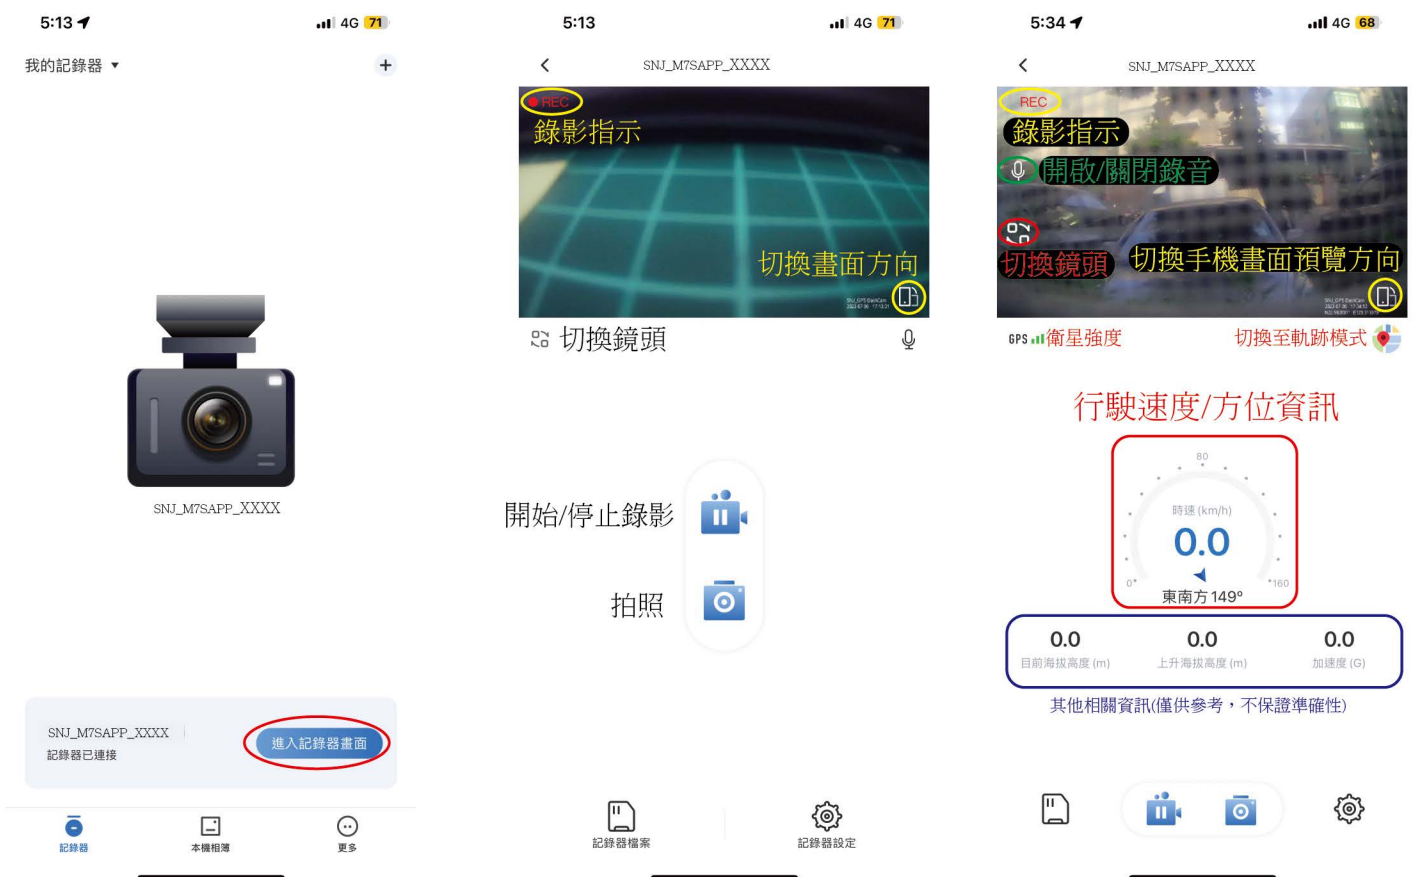 5:13
4G 71
我的記錄器
SNJ_M7SAPP_XXXX
SNJ_M7SAPP_XXXX
記錄器已連接
進入記錄器畫面
記錄器
本機相簿
更多
5:13
4G 71
SNJ_M7SAPP_XXXX
REC
錄影指示
切換畫面方向
切換鏡頭
開始/停止錄影
拍照
記錄器檔案
記錄器設定
5:34
4G 68
SNJ_M7SAPP_XXXX
REC
錄影指示
開啟/關閉錄音
切換鏡頭
切換手機畫面預覽方向
GPS
衛星強度
切換至軌跡模式
行駛速度/方位資訊
80
時速 (km/h)
0.0
0
160
東南方 149º
0.0
目前海拔高度 (m)
0.0
上升海拔高度 (m)
0.0
加速度 (G)
其他相關資訊(僅供參考，不保證準確性)